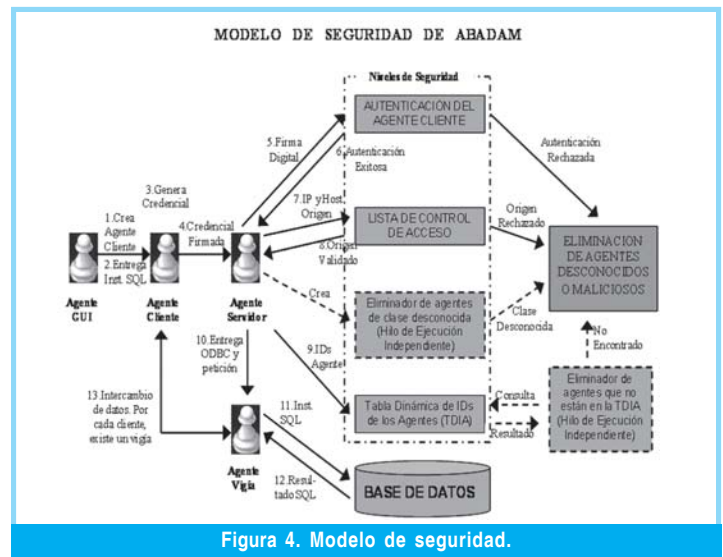 MODELO DE SEGURIDAD DE ABADAM
Niveles de Seguridad
AUTENTICACIÓN DEL
AGENTE CLIENTE
5.Firma
Digital
6.Autenticación
Exitosa
Autenticación
Rechazada
3.Genera
Credencial
1.Crea
Agente
Cliente
2.Entrega
Inst. SQL
4.Credencial
Firmada
7.IP y Host
Origen
8.Origen
Validado
LISTA DE CONTROL
DE ACCESO
Origen
Rechazado
ELIMINACION
DE AGENTES
DESCONOCIDOS
O MALICIOSOS
Agente
GUI
Agente
Cliente
Agente
Servidor
Crea
Eliminador de agentes
de clase desconocida
(Hilo de Ejecución
Independiente)
Clase
Desconocida
No
Encontrado
10.Entrega
ODBC y
petición
9.IDs
Agente
13.Intercambio
de datos. Por
cada cliente,
existe un vigía
11.Inst.
SQL
Tabla Dinámica de IDs
de los Agentes (TDIA)
Consulta
Resultado
Eliminador de
agentes que no
están en la TDIA
(Hilo de Ejecución
Independiente)
Agente
Vigía
12.Resul-
tado SQL
BASE DE DATOS
Figura 4. Modelo de seguridad.